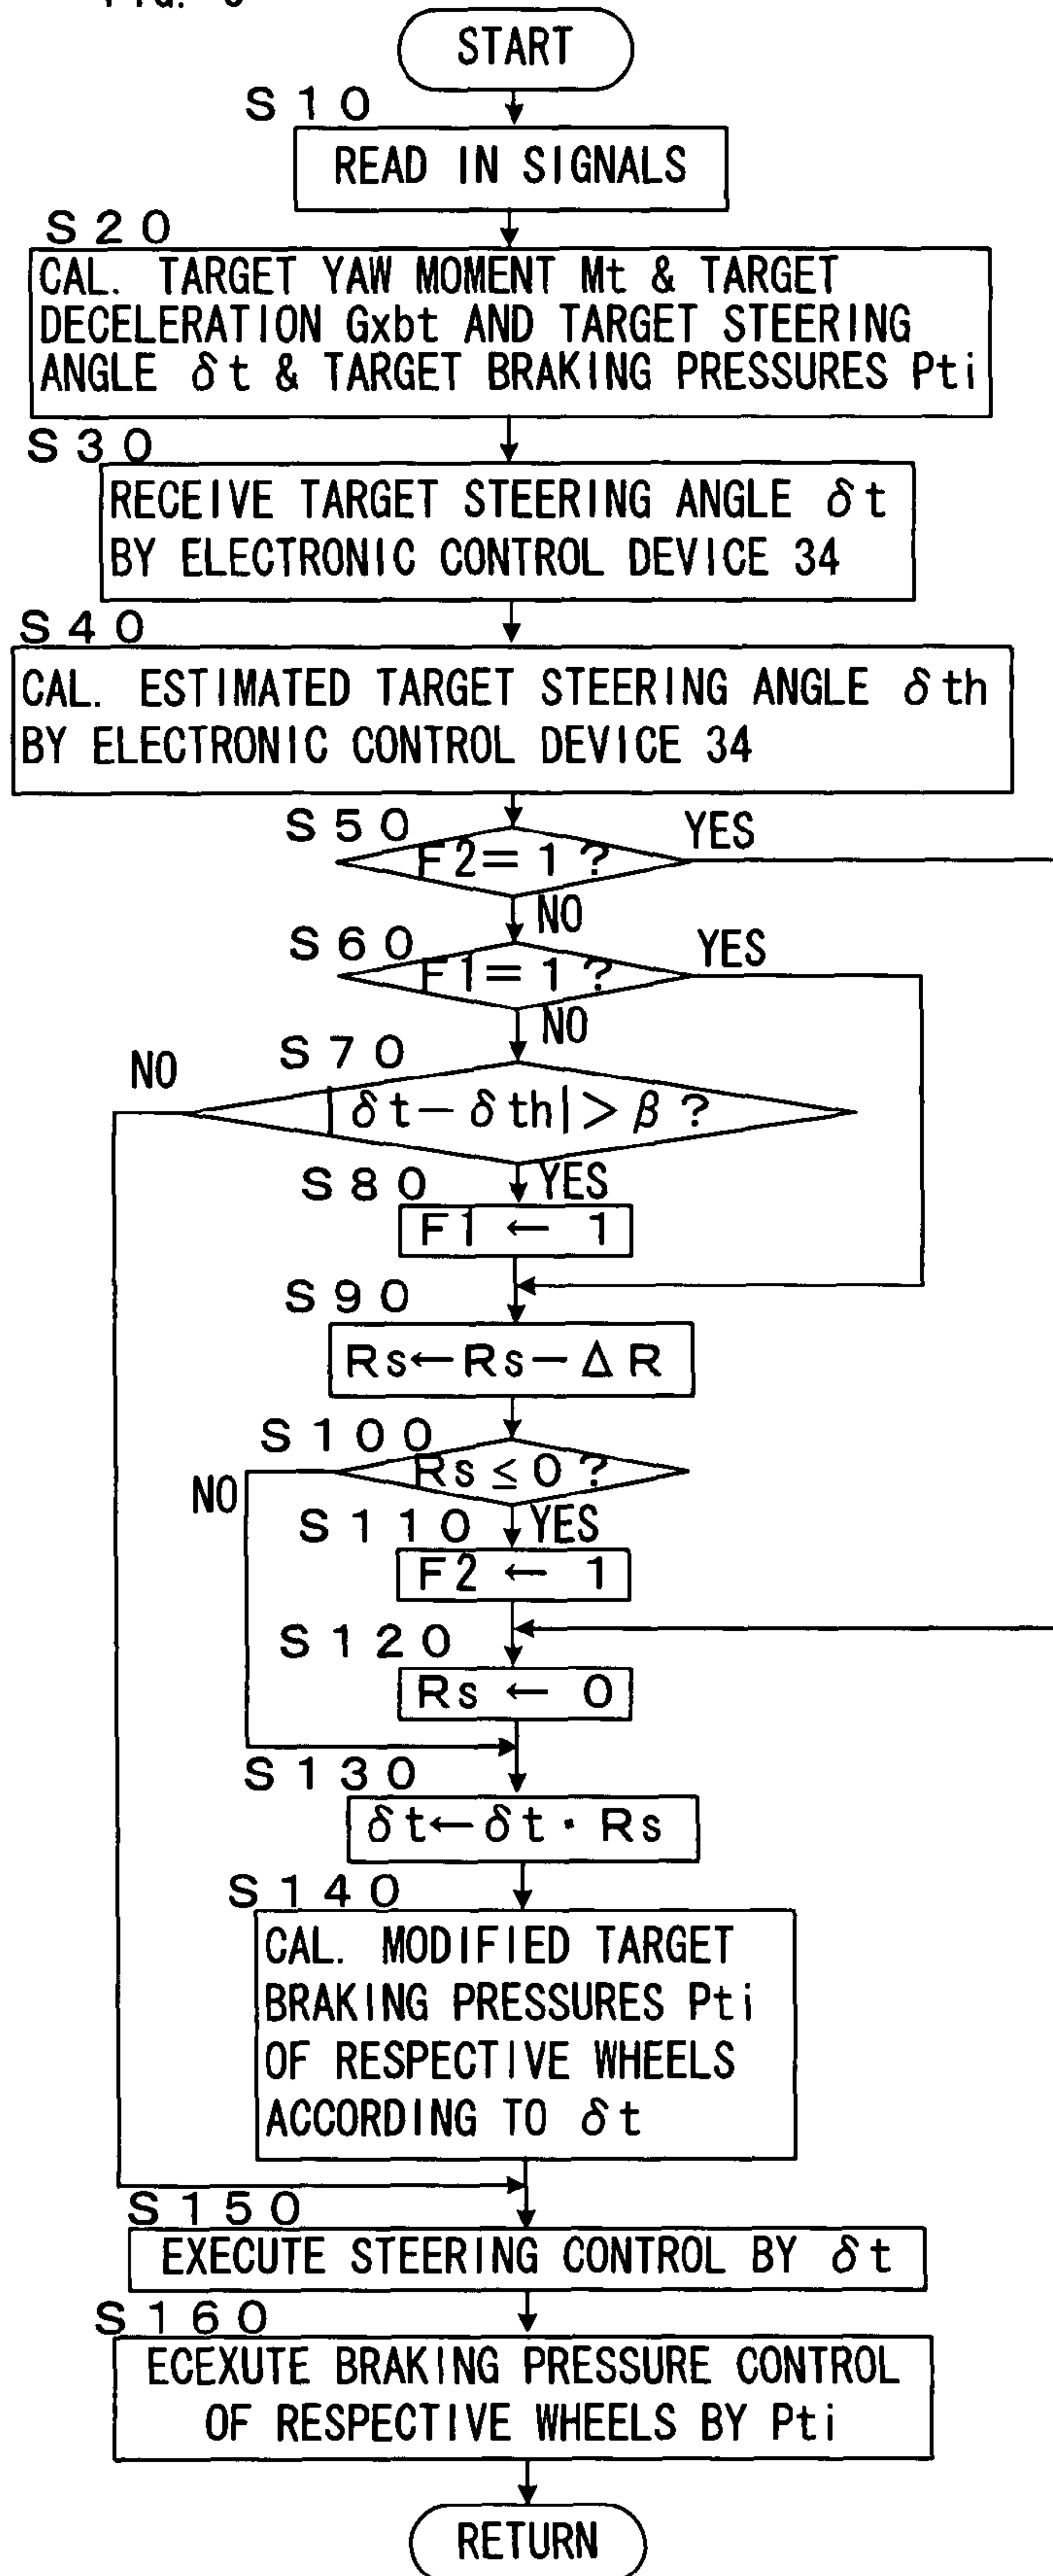 START
S10
READ IN SIGNALS
S20
CAL. TARGET YAW MOMENT Mt & TARGET
DECELERATION Gxbt AND TARGET STEERING
ANGLE δt & TARGET BRAKING PRESSURES Pti
S30
RECEIVE TARGET STEERING ANGLE δt
BY ELECTRONIC CONTROL DEVICE 34
S40
CAL. ESTIMATED TARGET STEERING ANGLE δth
BY ELECTRONIC CONTROL DEVICE 34
S50
F2=1?
YES
NO
S60
F1=1?
YES
NO
S70
NO
|δt-δth|>β?
S80
YES
F1 ← 1
S90
Rs←Rs-ΔR
S100
Rs≤0?
NO
S110
YES
F2 ← 1
S120
Rs ← 0
S130
δt←δt・Rs
S140
CAL. MODIFIED TARGET
BRAKING PRESSURES Pti
OF RESPECTIVE WHEELS
ACCORDING TO δt
S150
EXECUTE STEERING CONTROL BY δt
S160
ECEXUTE BRAKING PRESSURE CONTROL
OF RESPECTIVE WHEELS BY Pti
RETURN